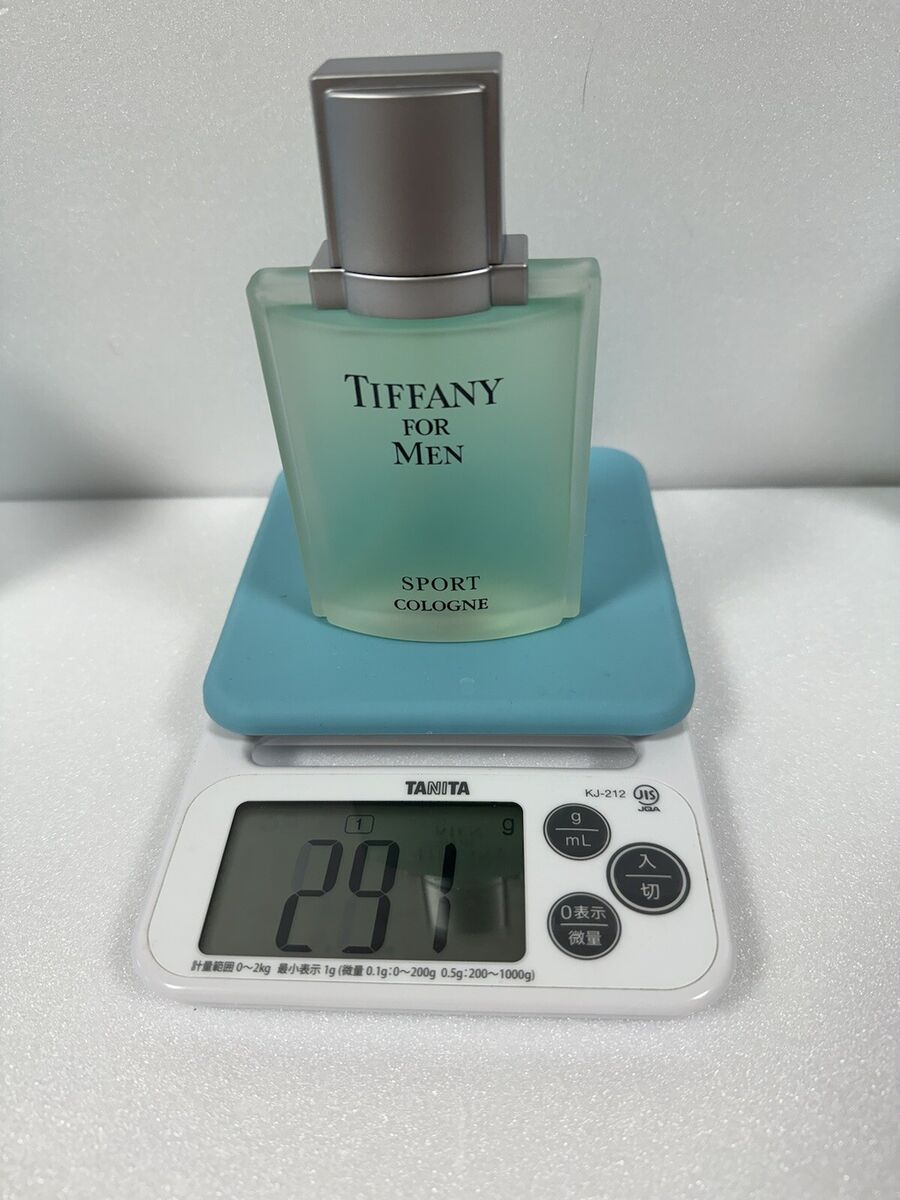 TIFFANY
FOR
MEN
SPORT
COLOGNE
TANITA
KJ-212
JIS
JQA
1
g
291
g
mL
入
切
0表示
微量
計量範囲 0～2kg 最小表示 1g (微量 0.1g:0～200g 0.5g:200～1000g)